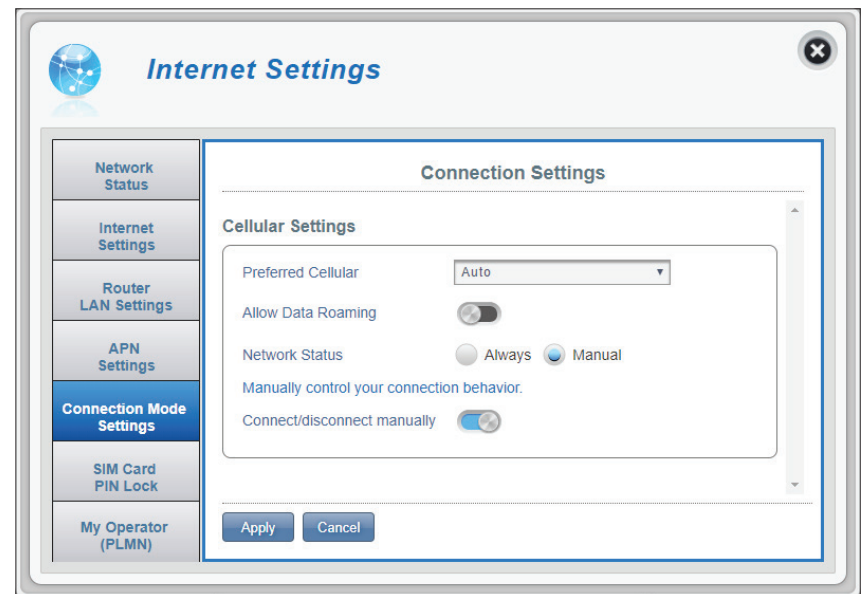 Internet Settings
Network
Status
Internet
Settings
Router
LAN Settings
APN
Settings
Connection Mode
Settings
SIM Card
PIN Lock
My Operator
(PLMN)
Connection Settings
Cellular Settings
Preferred Cellular Auto
Allow Data Roaming
Network Status Always Manual
Manually control your connection behavior.
Connect/disconnect manually
Apply Cancel